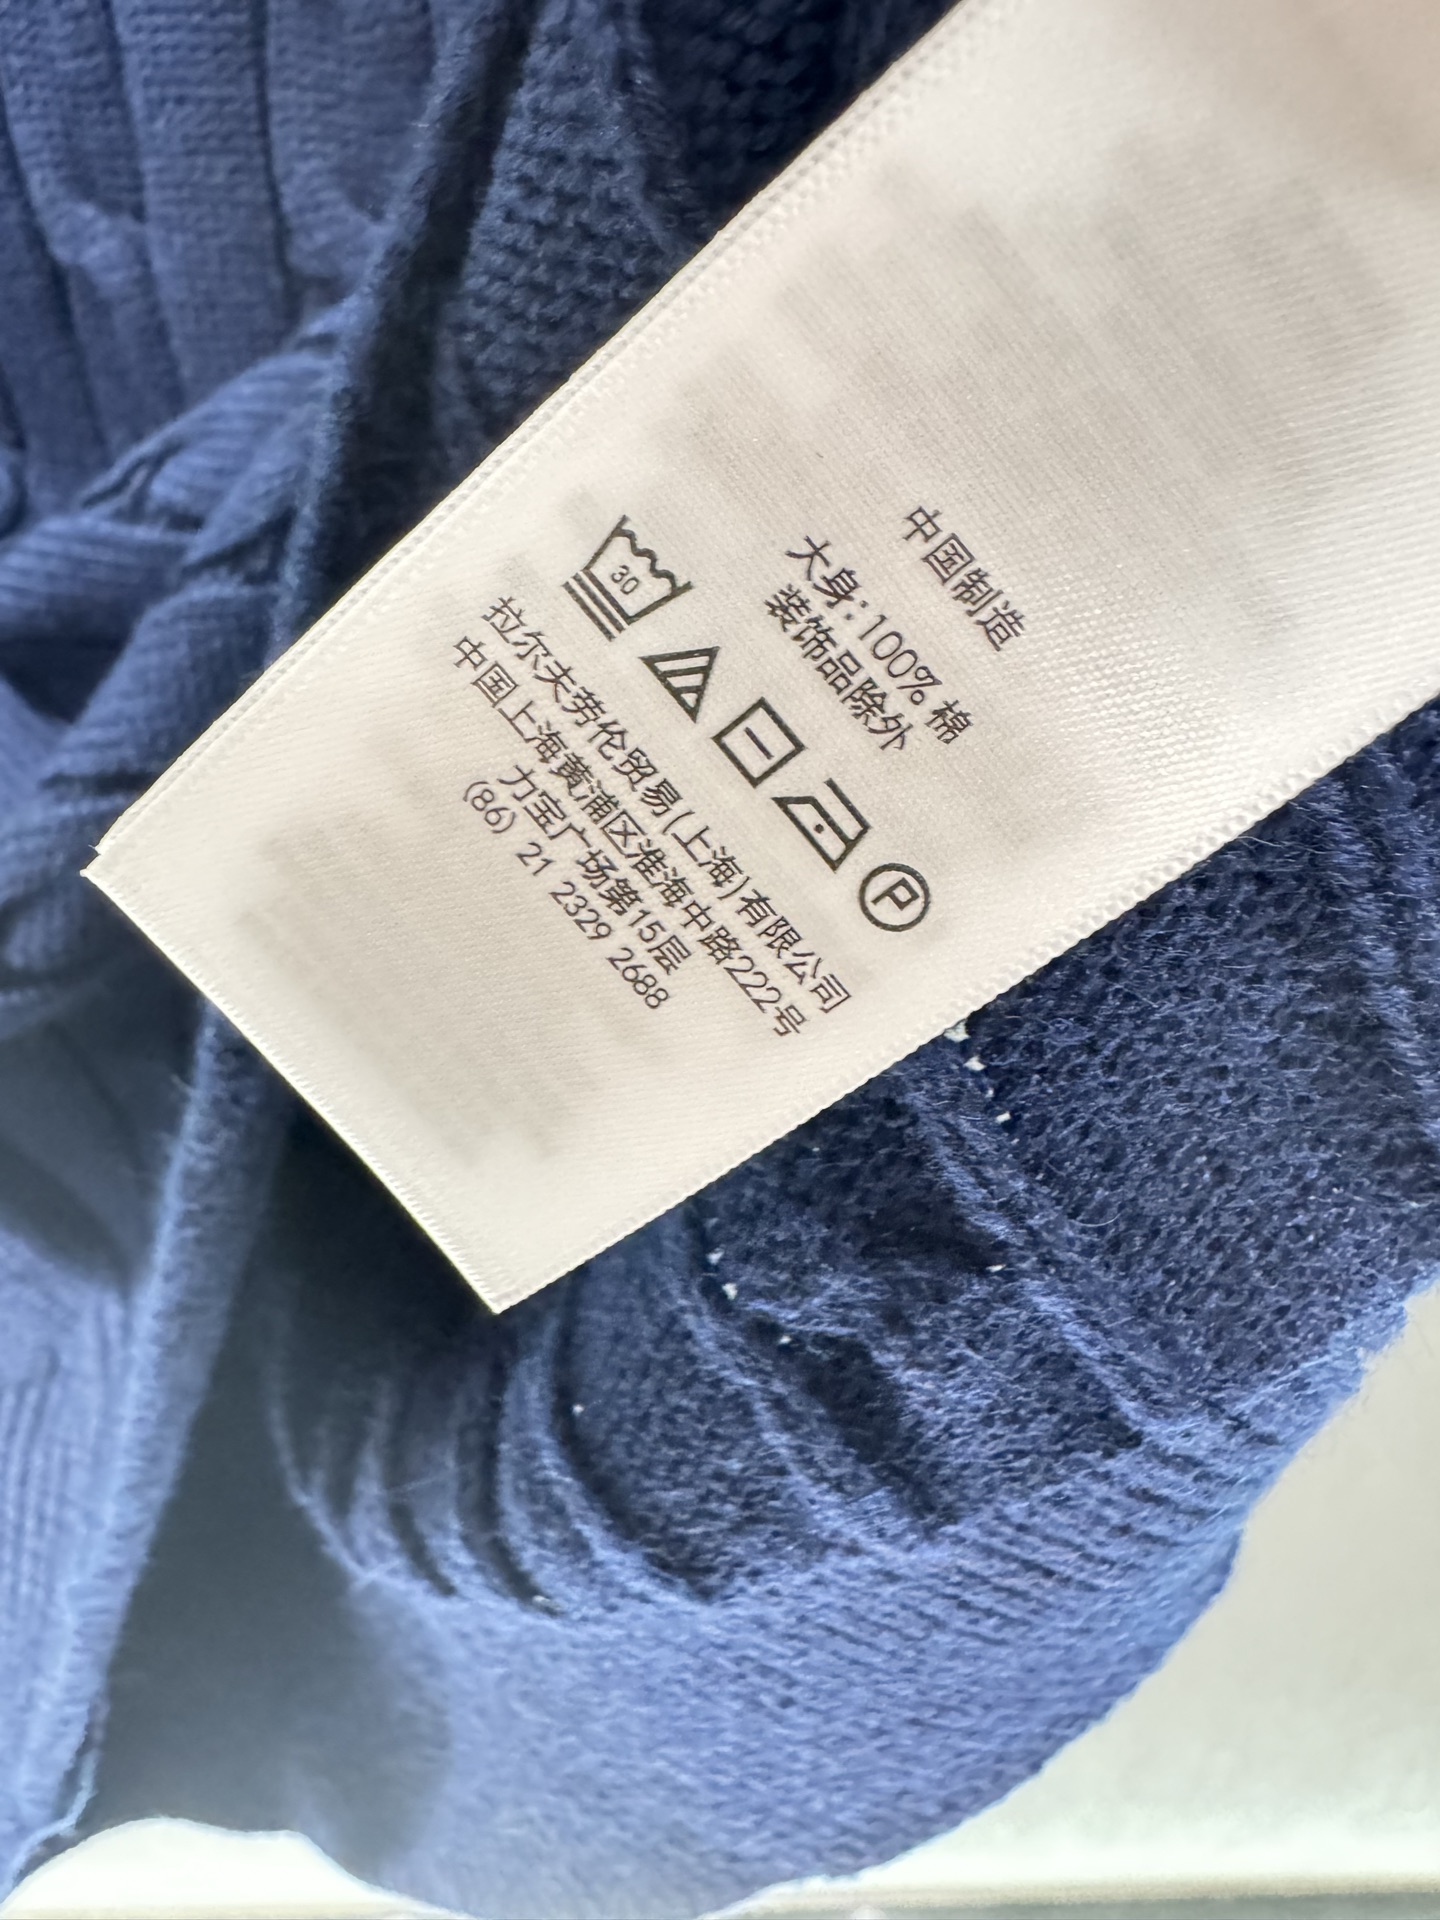 中国制造
大身:100% 棉
装饰品除外
30
P
拉尔夫劳伦贸易(上海)有限公司
中国上海黄浦区淮海中路222号
力宝广场第15层
(86) 21 2329 2688